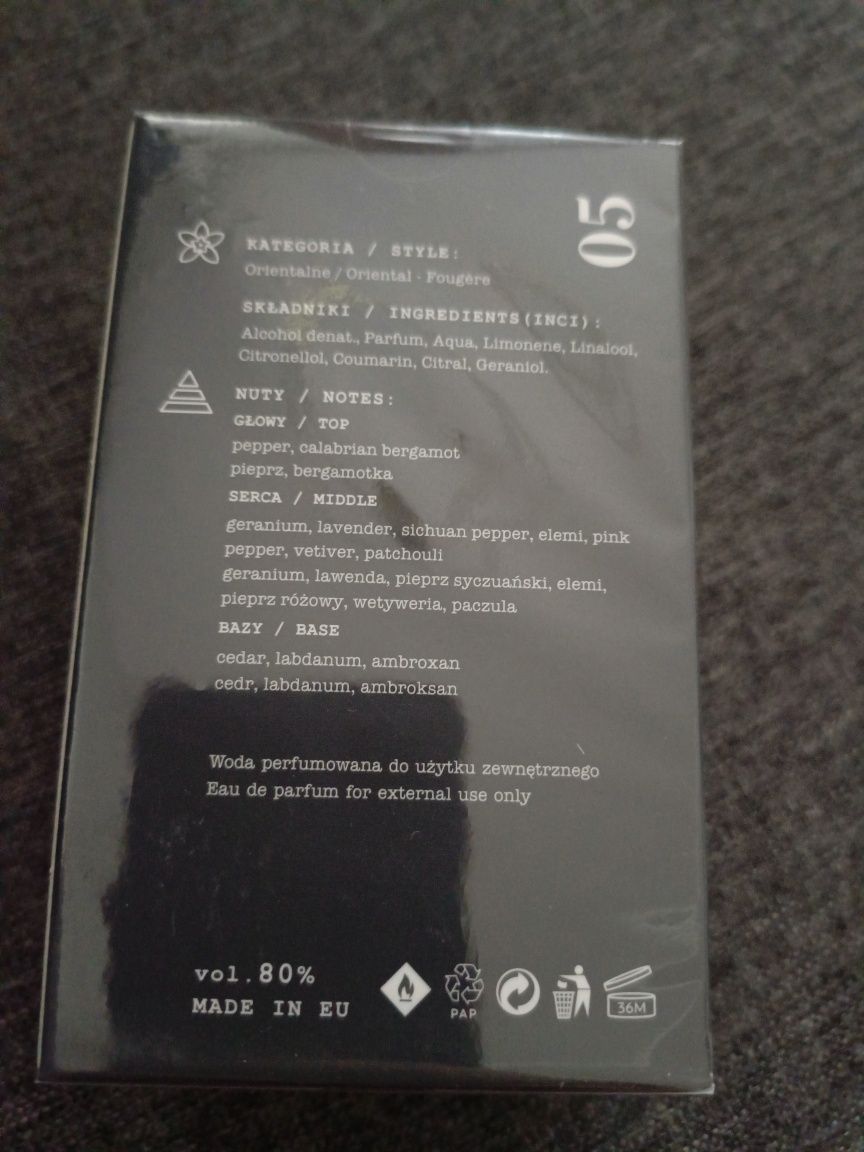 05
KATEGORIA / STYLE:
Orientalne / Oriental - Fougère
SKŁADNIKI / INGREDIENTS(INCI):
Alcohol denat., Parfum, Aqua, Limonene, Linalool,
Citronellol, Coumarin, Citral, Geraniol.
NUTY / NOTES:
GŁOWY / TOP
pepper, calabrian bergamot
pieprz, bergamotka
SERCA / MIDDLE
geranium, lavender, sichuan pepper, elemi, pink
pepper, vetiver, patchouli
geranium, lawenda, pieprz syczuański, elemi,
pieprz różowy, wetyweria, paczula
BAZY / BASE
cedar, labdanum, ambroxan
cedr, labdanum, ambroksan
Woda perfumowana do użytku zewnętrznego
Eau de parfum for external use only
vol.80%
MADE IN EU
PAP
36M